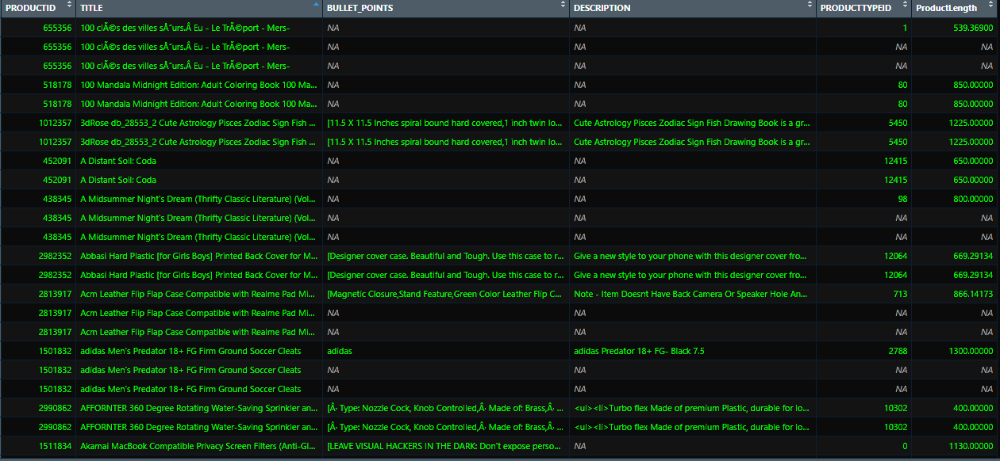 PRODUCTID TITLE BULLET_POINTS DESCRIPTION PRODUCTTYPEID ProductLength
655356 100 clÃ©s des villes sÅ“urs.Â Eu - Le TrÃ©port - Mers- NA NA 1 539.36900
655356 100 clÃ©s des villes sÅ“urs.Â Eu - Le TrÃ©port - Mers- NA NA NA NA
655356 100 clÃ©s des villes sÅ“urs.Â Eu - Le TrÃ©port - Mers- NA NA NA NA
518178 100 Mandala Midnight Edition: Adult Coloring Book 100 Ma... NA NA 80 850.00000
518178 100 Mandala Midnight Edition: Adult Coloring Book 100 Ma... NA NA 80 850.00000
1012357 3dRose db_28553_2 Cute Astrology Pisces Zodiac Sign Fish ... [11.5 X 11.5 Inches spiral bound hard covered,1 inch twin lo... Cute Astrology Pisces Zodiac Sign Fish Drawing Book is a gr... 5450 1225.00000
1012357 3dRose db_28553_2 Cute Astrology Pisces Zodiac Sign Fish ... [11.5 X 11.5 Inches spiral bound hard covered,1 inch twin lo... Cute Astrology Pisces Zodiac Sign Fish Drawing Book is a gr... 5450 1225.00000
452091 A Distant Soil: Coda NA NA 12415 650.00000
452091 A Distant Soil: Coda NA NA 12415 650.00000
438345 A Midsummer Night's Dream (Thrifty Classic Literature) (Vol... NA NA 98 800.00000
438345 A Midsummer Night's Dream (Thrifty Classic Literature) (Vol... NA NA NA NA
438345 A Midsummer Night's Dream (Thrifty Classic Literature) (Vol... NA NA NA NA
2982352 Abbasi Hard Plastic [for Girls Boys] Printed Back Cover for M... [Designer cover case. Beautiful and Tough. Use this case to r... Give a new style to your phone with this designer cover fro... 12064 669.29134
2982352 Abbasi Hard Plastic [for Girls Boys] Printed Back Cover for M... [Designer cover case. Beautiful and Tough. Use this case to r... Give a new style to your phone with this designer cover fro... 12064 669.29134
2813917 Acm Leather Flip Flap Case Compatible with Realme Pad Mi... [Magnetic Closure,Stand Feature,Green Color Leather Flip C... Note - Item Doesnt Have Back Camera Or Speaker Hole An... 713 866.14173
2813917 Acm Leather Flip Flap Case Compatible with Realme Pad Mi... NA NA NA NA
2813917 Acm Leather Flip Flap Case Compatible with Realme Pad Mi... NA NA NA NA
1501832 adidas Men's Predator 18+ FG Firm Ground Soccer Cleats adidas adidas Predator 18+ FG- Black 7.5 2788 1300.00000
1501832 adidas Men's Predator 18+ FG Firm Ground Soccer Cleats NA NA NA NA
1501832 adidas Men's Predator 18+ FG Firm Ground Soccer Cleats NA NA NA NA
2990862 AFFORNTER 360 Degree Rotating Water-Saving Sprinkler an... [Â· Type: Nozzle Cock, Knob Controlled,Â· Made of: Brass,Â· ... <ul><li>Turbo flex Made of premium Plastic, durable for lo... 10302 400.00000
2990862 AFFORNTER 360 Degree Rotating Water-Saving Sprinkler an... [Â· Type: Nozzle Cock, Knob Controlled,Â· Made of: Brass,Â· ... <ul><li>Turbo flex Made of premium Plastic, durable for lo... 10302 400.00000
1511834 Akamai MacBook Compatible Privacy Screen Filters (Anti-Gl... [LEAVE VISUAL HACKERS IN THE DARK: Don't expose perso... NA 0 1130.00000